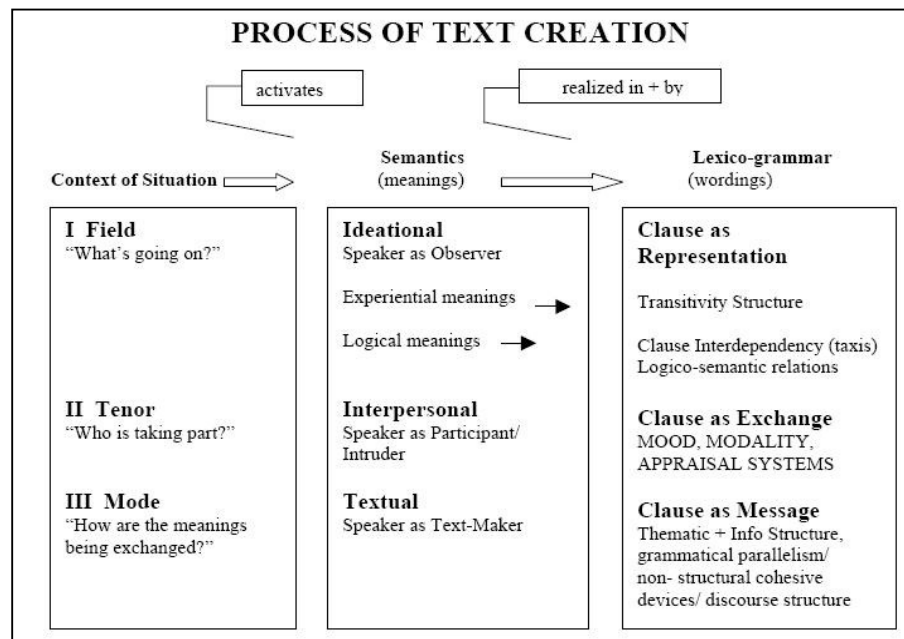 PROCESS OF TEXT CREATION
activates
realized in + by
Context of Situation
Semantics
(meanings)
Lexico-grammar
(wordings)
I Field
“What’s going on?”
II Tenor
“Who is taking part?”
III Mode
“How are the meanings
being exchanged?”
Ideational
Speaker as Observer
Experiential meanings
Logical meanings
Interpersonal
Speaker as Participant/
Intruder
Textual
Speaker as Text-Maker
Clause as
Representation
Transitivity Structure
Clause Interdependency (taxis)
Logico-semantic relations
Clause as Exchange
MOOD, MODALITY,
APPRAISAL SYSTEMS
Clause as Message
Thematic + Info Structure,
grammatical parallelism/
non- structural cohesive
devices/ discourse structure